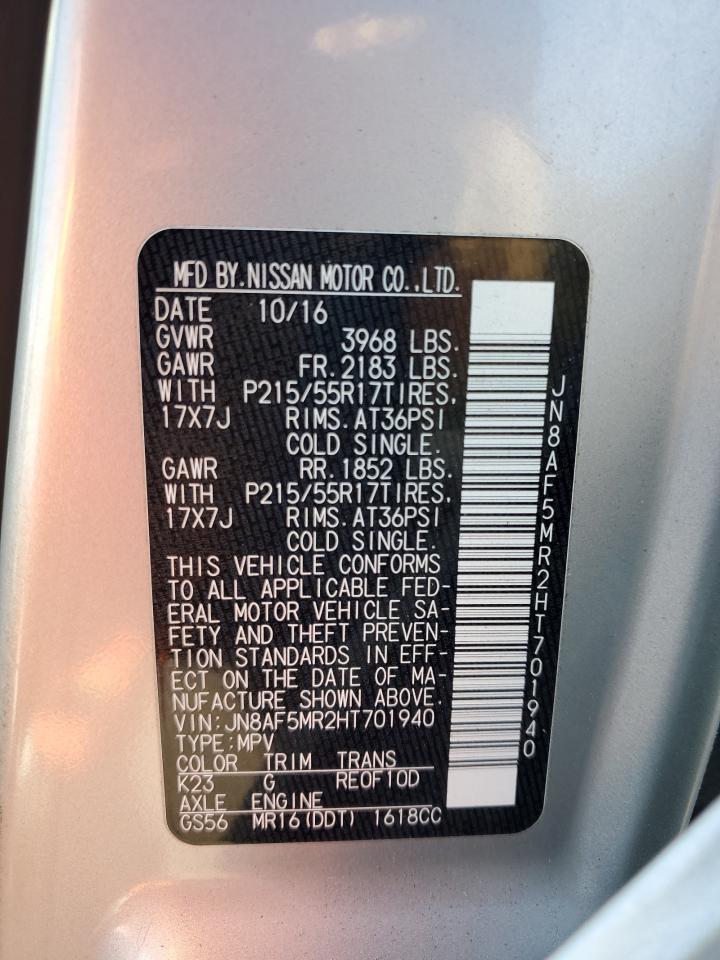 MFD BY.NISSAN MOTOR CO.,LTD.
DATE 10/16
GVWR 3968 LBS.
GAWR FR.2183 LBS.
WITH P215/55R17TIRES,
17X7J RIMS.AT36PSI
COLD SINGLE.
GAWR RR.1852 LBS.
WITH P215/55R17TIRES,
17X7J RIMS.AT36PSI
COLD SINGLE.
THIS VEHICLE CONFORMS
TO ALL APPLICABLE FED-
ERAL MOTOR VEHICLE SA-
FETY AND THEFT PREVEN-
TION STANDARDS IN EFF-
ECT ON THE DATE OF MA-
NUFACTURE SHOWN ABOVE.
VIN:JN8AF5MR2HT701940
TYPE:MPV
COLOR TRIM TRANS
K23 G RE0F10D
AXLE ENGINE
GS56 MR16(DDT) 1618CC
JN8AF5MR2HT701940